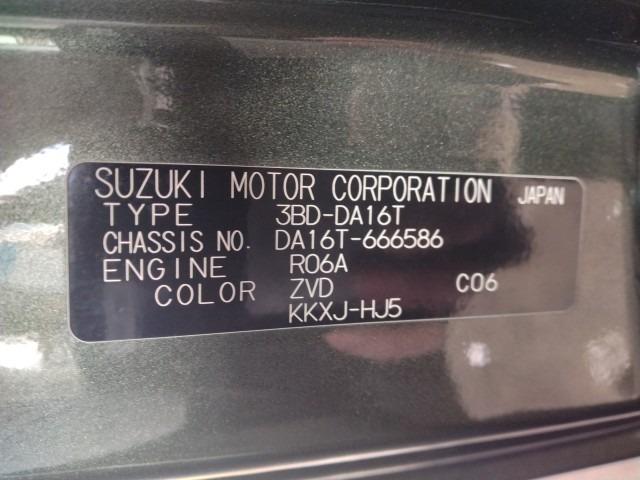 SUZUKI MOTOR CORPORATION JAPAN
TYPE 3BD-DA16T
CHASSIS NO. DA16T-666586
ENGINE R06A
COLOR ZVD C06
KKXJ-HJ5